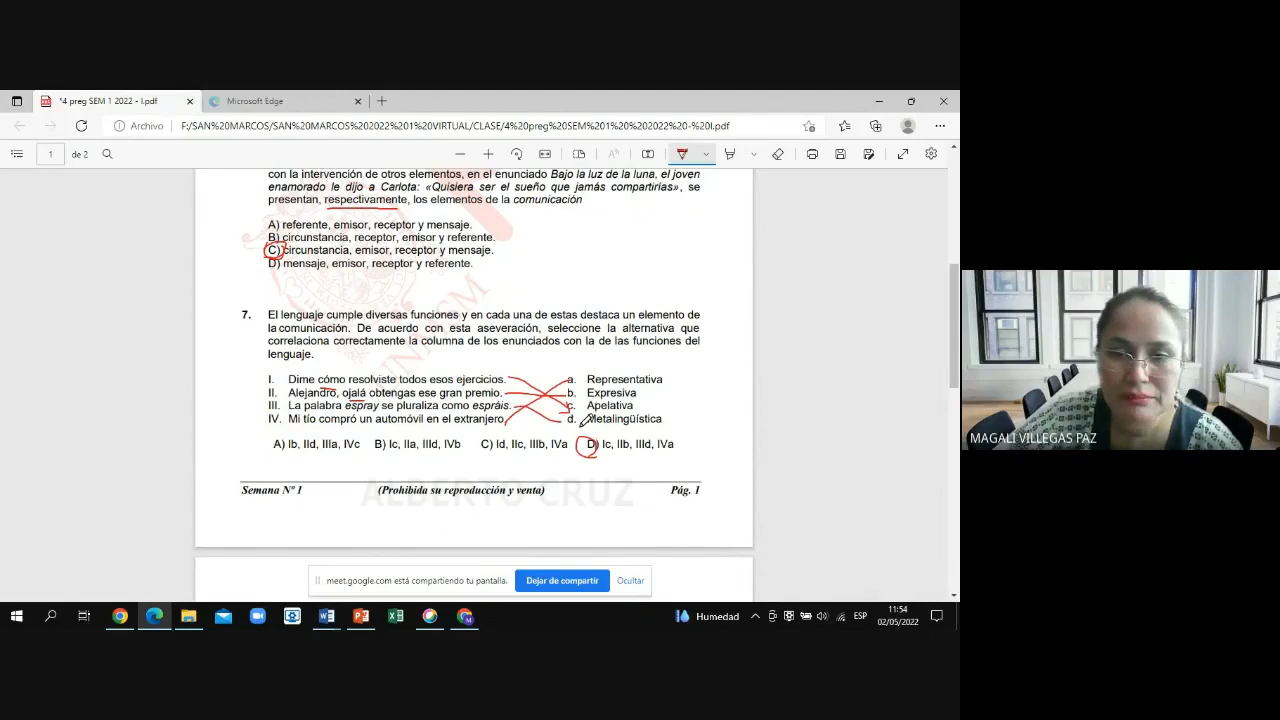 *4 preg SEM 1 2022 - I.pdf
Microsoft Edge
Archivo
F:/SAN%20MARCOS/SAN%20MARCOS%202022%201%20VIRTUAL/CLASE/4%20preg%20SEM%201%20%202022%20-%20I.pdf
1 de 2
con la intervención de otros elementos, en el enunciado Bajo la luz de la luna, el joven
enamorado le dijo a Carlota: «Quisiera ser el sueño que jamás compartirías», se
presentan, respectivamente, los elementos de la comunicación
A) referente, emisor, receptor y mensaje.
B) circunstancia, receptor, emisor y referente.
C) circunstancia, emisor, receptor y mensaje.
D) mensaje, emisor, receptor y referente.
7. El lenguaje cumple diversas funciones y en cada una de estas destaca un elemento de
la comunicación. De acuerdo con esta aseveración, seleccione la alternativa que
correlaciona correctamente la columna de los enunciados con la de las funciones del
lenguaje.
I. Dime cómo resolviste todos esos ejercicios. a. Representativa
II. Alejandro, ojalá obtengas ese gran premio. b. Expresiva
III. La palabra espray se pluraliza como espráis. c. Apelativa
IV. Mi tío compró un automóvil en el extranjero. d. Metalingüística
A) Ib, IId, IIIa, IVc B) Ic, IIa, IIId, IVb C) Id, IIc, IIIb, IVa D) Ic, IIb, IIId, IVa
Semana Nº 1 (Prohibida su reproducción y venta) Pág. 1
ALBERTO CRUZ
meet.google.com está compartiendo tu pantalla. Dejar de compartir Ocultar
MAGALI VILLEGAS PAZ
Humedad
ESP
11:54
02/05/2022